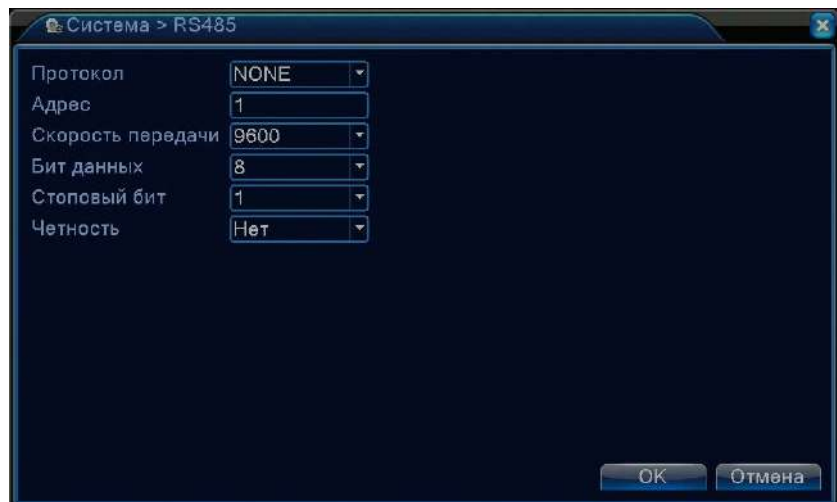 Система > RS485
Протокол NONE
Адрес 1
Скорость передачи 9600
Бит данных 8
Стоповый бит 1
Четность Нет
OK Отмена